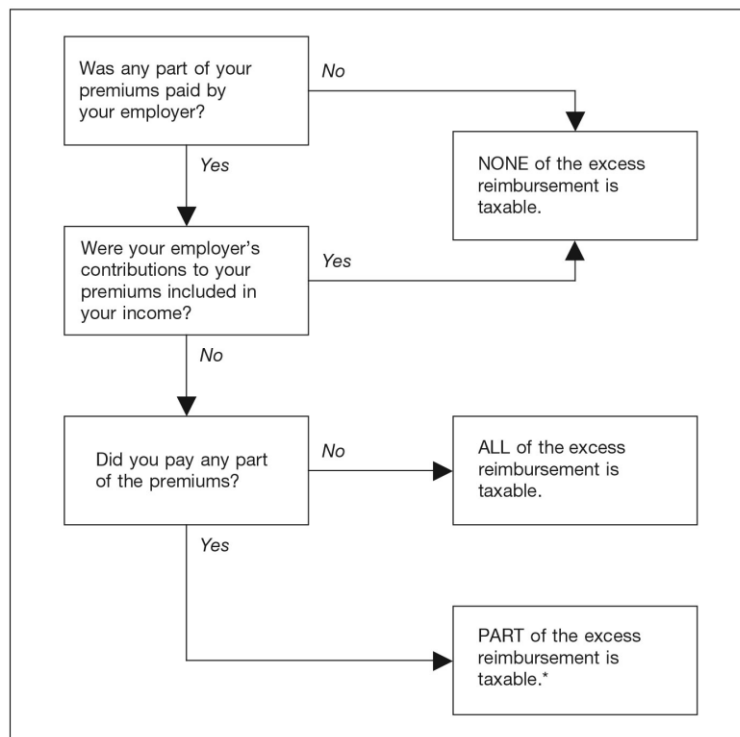 Was any part of your
premiums paid by
your employer?
No
Yes
NONE of the excess
reimbursement is
taxable.
Were your employer's
contributions to your
premiums included in
your income?
Yes
No
Did you pay any part
of the premiums?
No
ALL of the excess
reimbursement is
taxable.
Yes
PART of the excess
reimbursement is
taxable.*